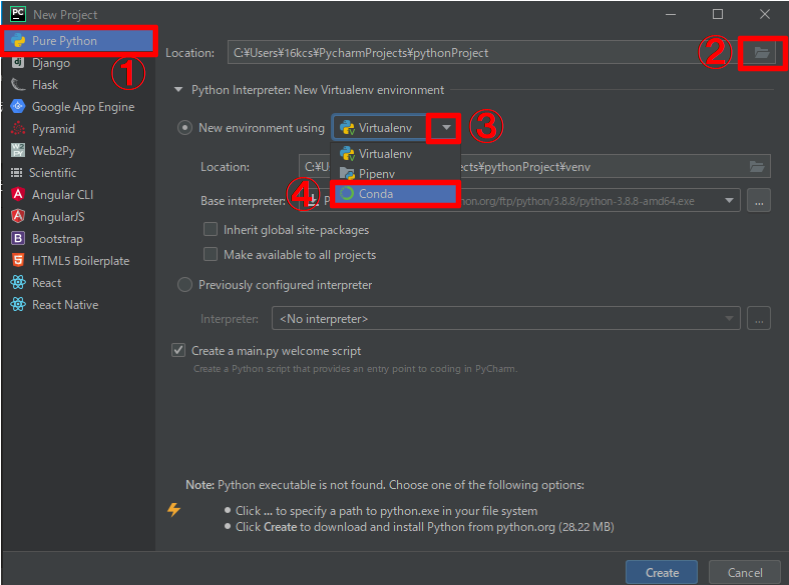 PC New Project
Pure Python
①
Django
Flask
Google App Engine
Pyramid
Web2Py
Scientific
Angular CLI
AngularJS
Bootstrap
HTML5 Boilerplate
React
React Native
Location: C:¥Users¥16kcs¥PycharmProjects¥pythonProject
②
Python Interpreter: New Virtualenv environment
New environment using Virtualenv
③
Virtualenv
Pipenv
Conda
④
Location: C:¥U cts¥pythonProject¥venv
Base interpreter: hon.org/ftp/python/3.8.8/python-3.8.8-amd64.exe ...
Inherit global site-packages
Make available to all projects
Previously configured interpreter
Interpreter: <No interpreter> ...
Create a main.py welcome script
Create a Python script that provides an entry point to coding in PyCharm.
Note: Python executable is not found. Choose one of the following options:
• Click ... to specify a path to python.exe in your file system
• Click Create to download and install Python from python.org (28.22 MB)
Create
Cancel